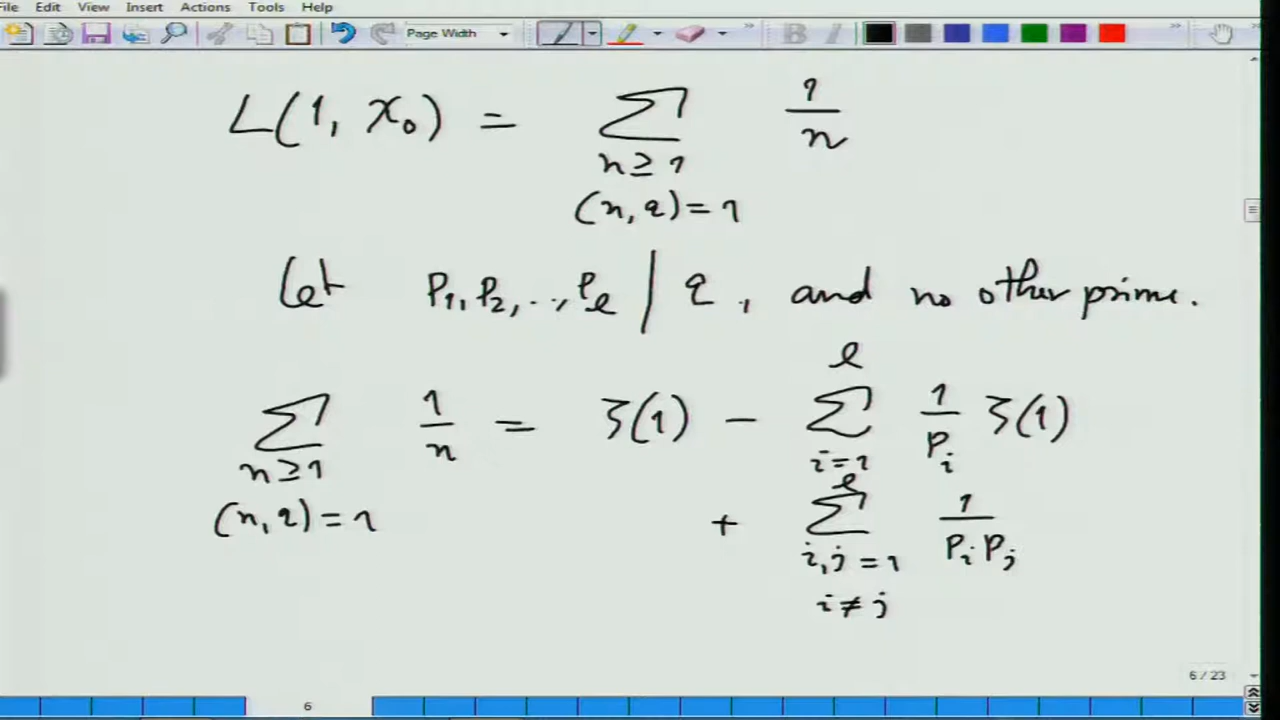 File Edit View Insert Actions Tools Help
Page Width
L(1, χ₀) = Σ 1/n
n ≥ 1
(n, q) = 1
Let p₁, p₂, .., pₗ | q, and no other prime.
Σ 1/n = ζ(1) − Σ 1/pᵢ ζ(1)
n ≥ 1 l i = 1
(n, q) = 1
+ Σ 1/(pᵢ pⱼ)
l i, j = 1
i ≠ j
6 / 23
6